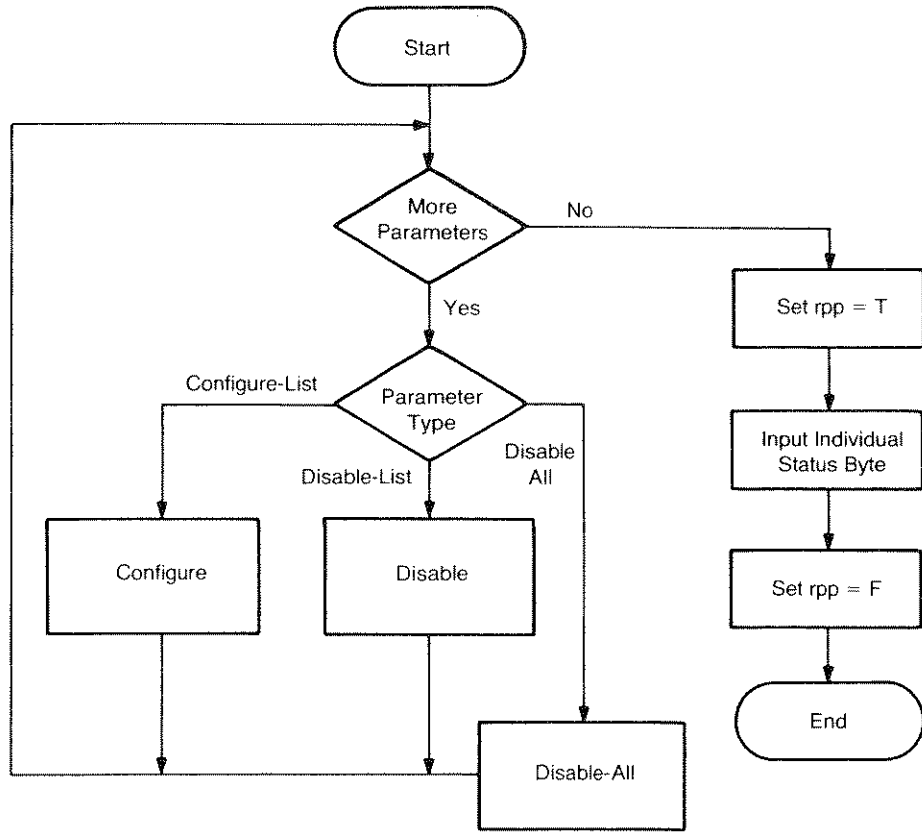 Start
More
Parameters
No
Yes
Set rpp = T
Configure-List
Parameter
Type
Disable-List
Disable
All
Input Individual
Status Byte
Configure
Disable
Set rpp = F
Disable-All
End